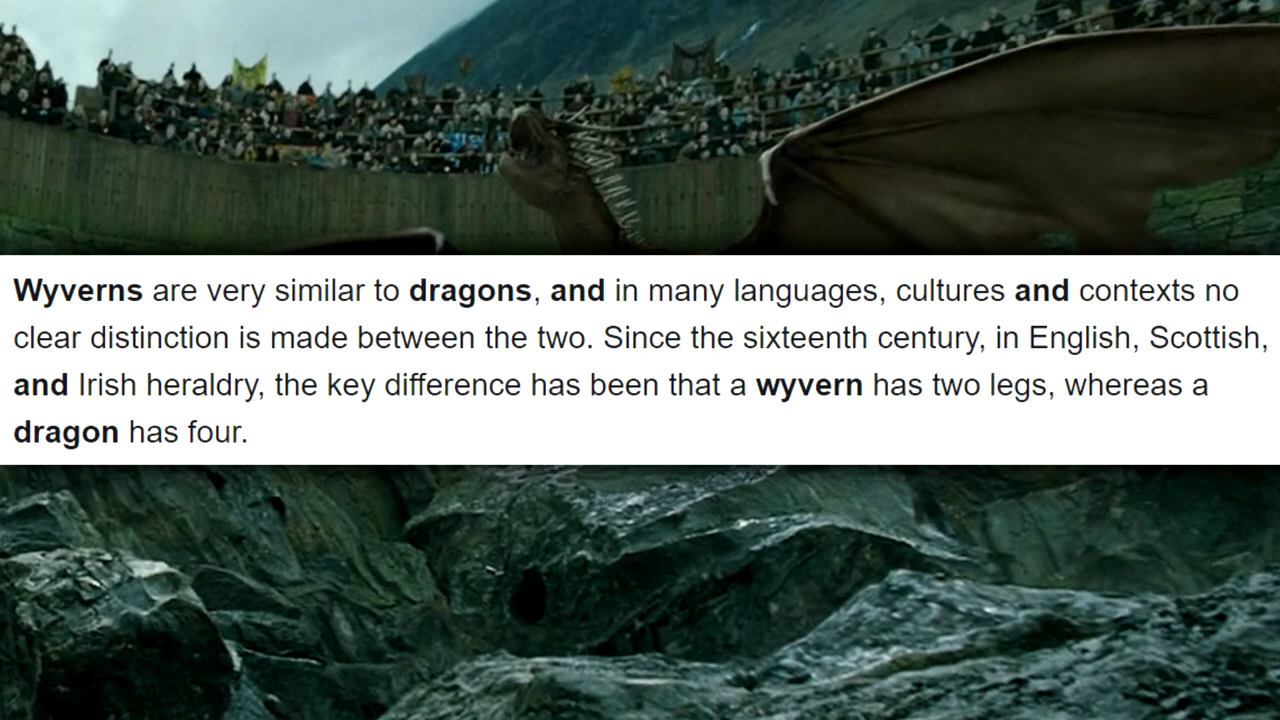 Wyverns are very similar to dragons, and in many languages, cultures and contexts no
clear distinction is made between the two. Since the sixteenth century, in English, Scottish,
and Irish heraldry, the key difference has been that a wyvern has two legs, whereas a
dragon has four.